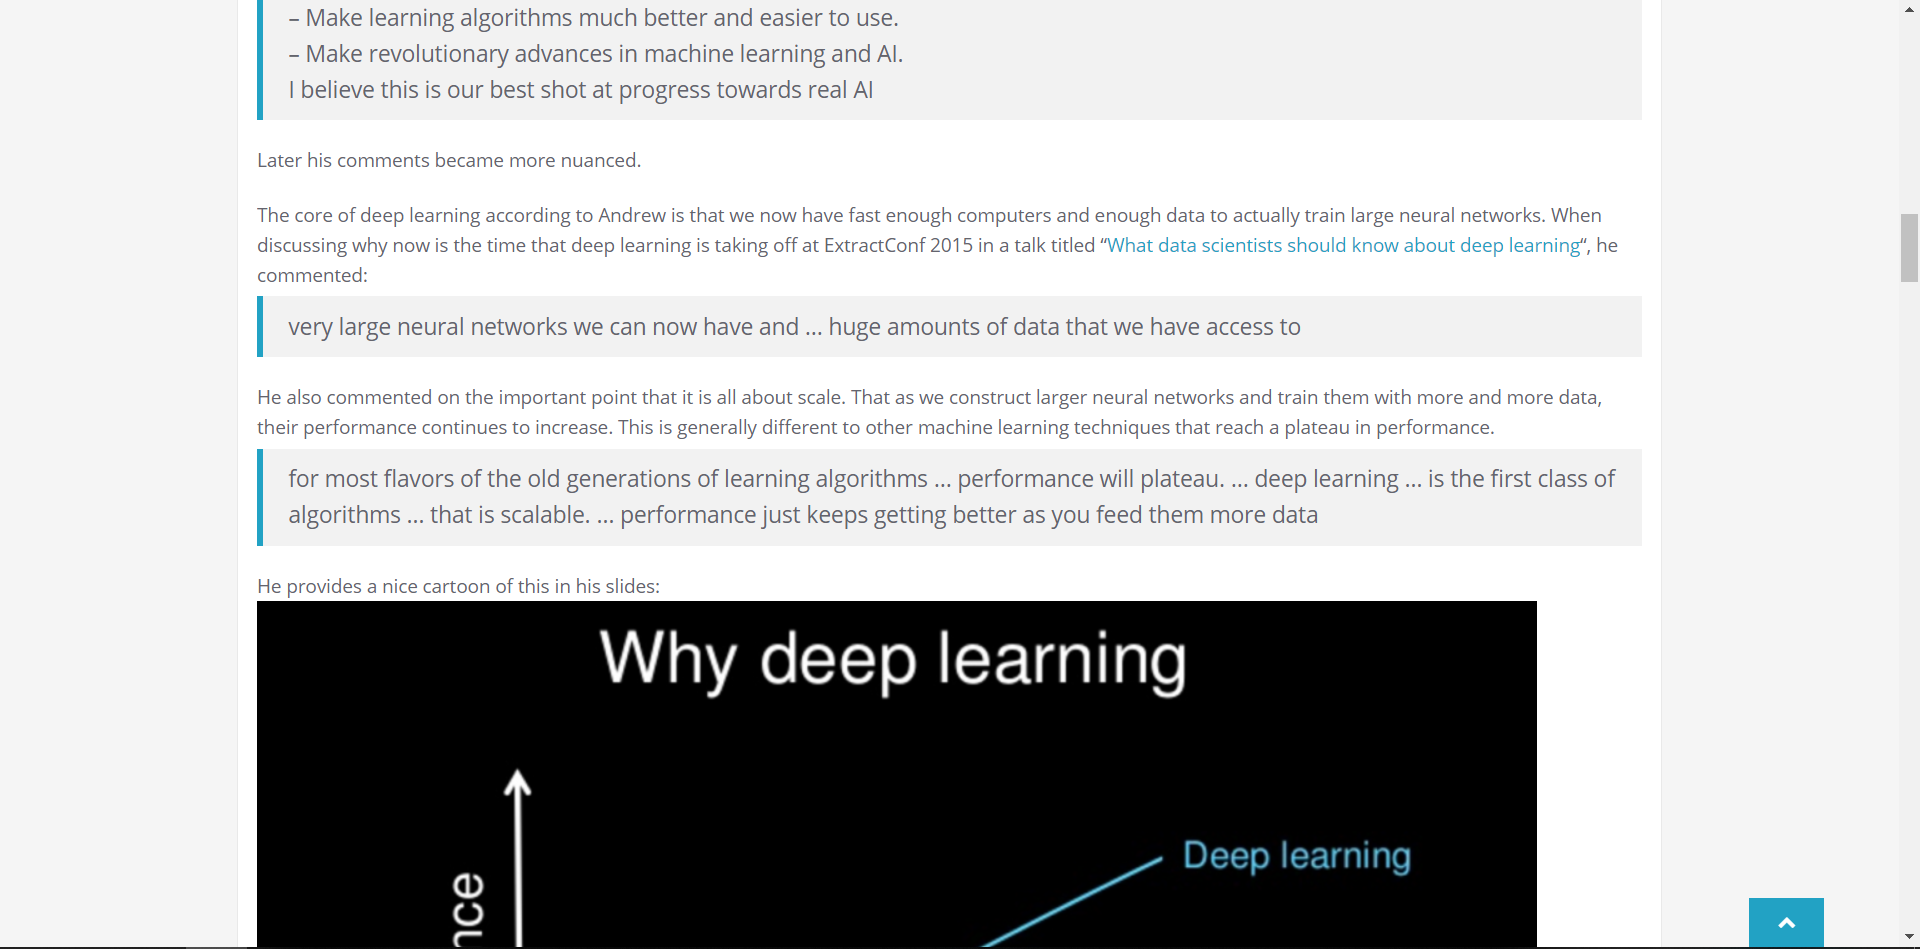 – Make learning algorithms much better and easier to use.
– Make revolutionary advances in machine learning and AI.
I believe this is our best shot at progress towards real AI
Later his comments became more nuanced.
The core of deep learning according to Andrew is that we now have fast enough computers and enough data to actually train large neural networks. When
discussing why now is the time that deep learning is taking off at ExtractConf 2015 in a talk titled “What data scientists should know about deep learning“, he
commented:
very large neural networks we can now have and … huge amounts of data that we have access to
He also commented on the important point that it is all about scale. That as we construct larger neural networks and train them with more and more data,
their performance continues to increase. This is generally different to other machine learning techniques that reach a plateau in performance.
for most flavors of the old generations of learning algorithms … performance will plateau. … deep learning … is the first class of
algorithms … that is scalable. … performance just keeps getting better as you feed them more data
He provides a nice cartoon of this in his slides:
Why deep learning
Deep learning